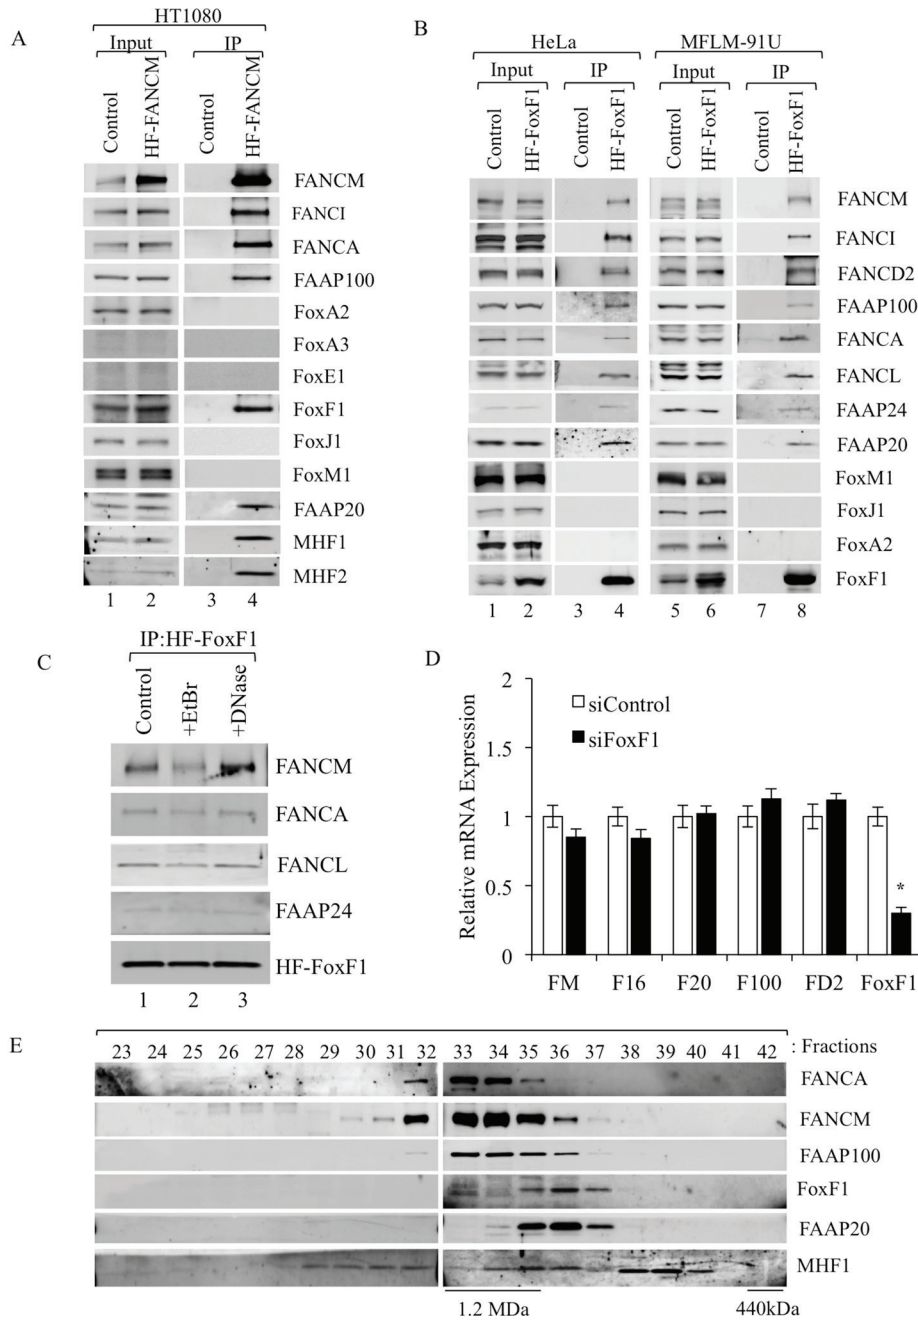 A
HT1080
Input IP
Control HF-FANCM Control HF-FANCM
FANCM
FANCI
FANCA
FAAP100
FoxA2
FoxA3
FoxE1
FoxF1
FoxJ1
FoxM1
FAAP20
MHF1
MHF2
1 2 3 4
B
HeLa MFLM-91U
Input IP Input IP
Control HF-FoxF1 Control HF-FoxF1 Control HF-FoxF1 Control HF-FoxF1
FANCM
FANCI
FANCD2
FAAP100
FANCA
FANCL
FAAP24
FAAP20
FoxM1
FoxJ1
FoxA2
FoxF1
1 2 3 4 5 6 7 8
C
IP:HF-FoxF1
Control +EtBr +DNase
FANCM
FANCA
FANCL
FAAP24
HF-FoxF1
1 2 3
D
Relative mRNA Expression
2
1.5
1
0.5
0
siControl
siFoxF1
*
FM F16 F20 F100 FD2 FoxF1
E
23 24 25 26 27 28 29 30 31 32 33 34 35 36 37 38 39 40 41 42 : Fractions
FANCA
FANCM
FAAP100
FoxF1
FAAP20
MHF1
1.2 MDa 440kDa